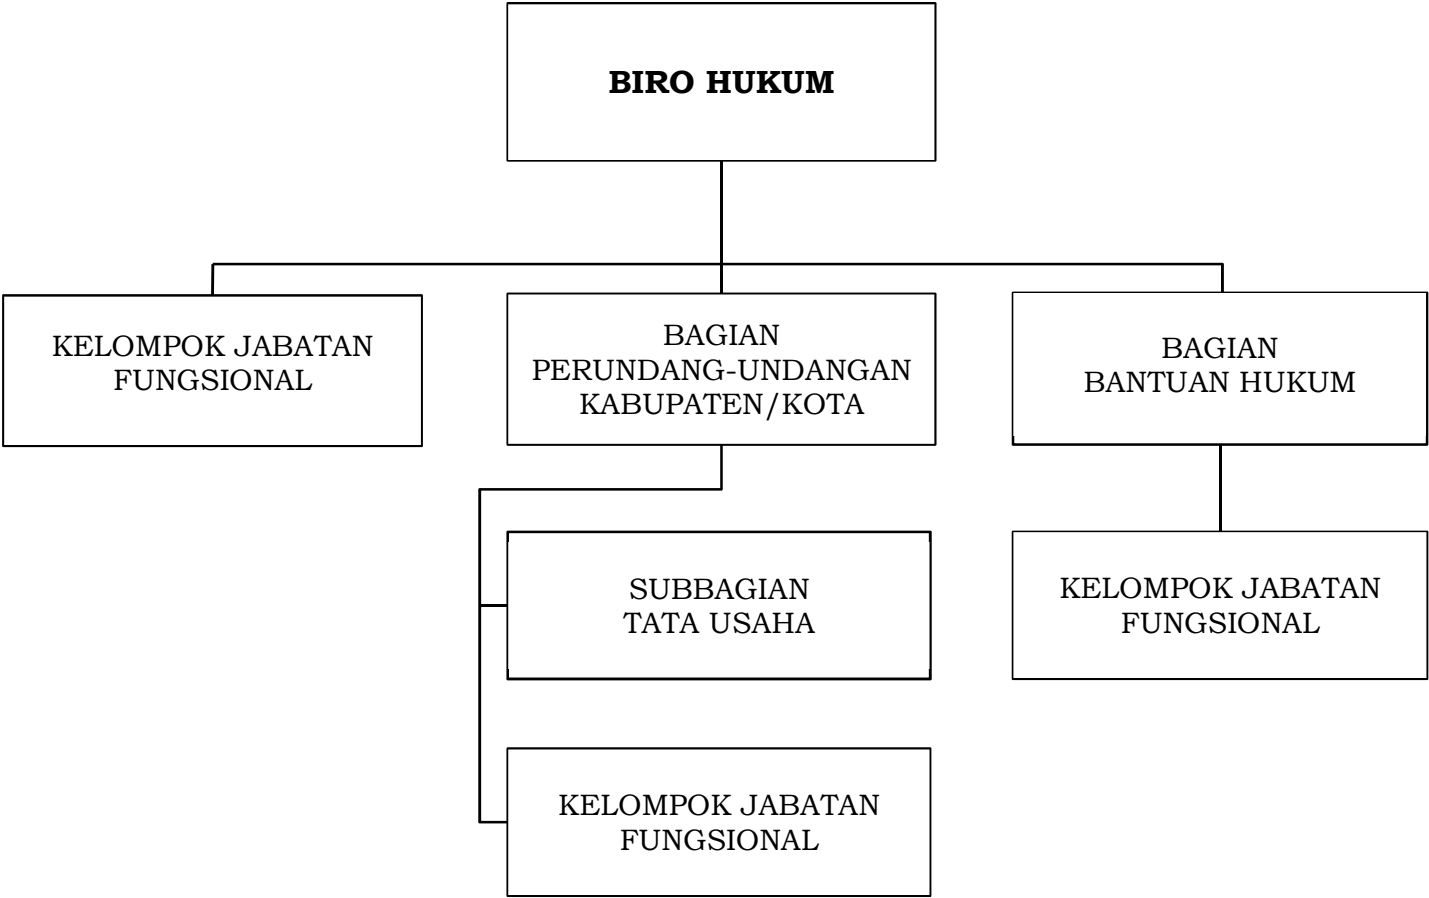 BIRO HUKUM
KELOMPOK JABATAN
FUNGSIONAL
BAGIAN
PERUNDANG-UNDANGAN
KABUPATEN/KOTA
BAGIAN
BANTUAN HUKUM
SUBBAGIAN
TATA USAHA
KELOMPOK JABATAN
FUNGSIONAL
KELOMPOK JABATAN
FUNGSIONAL